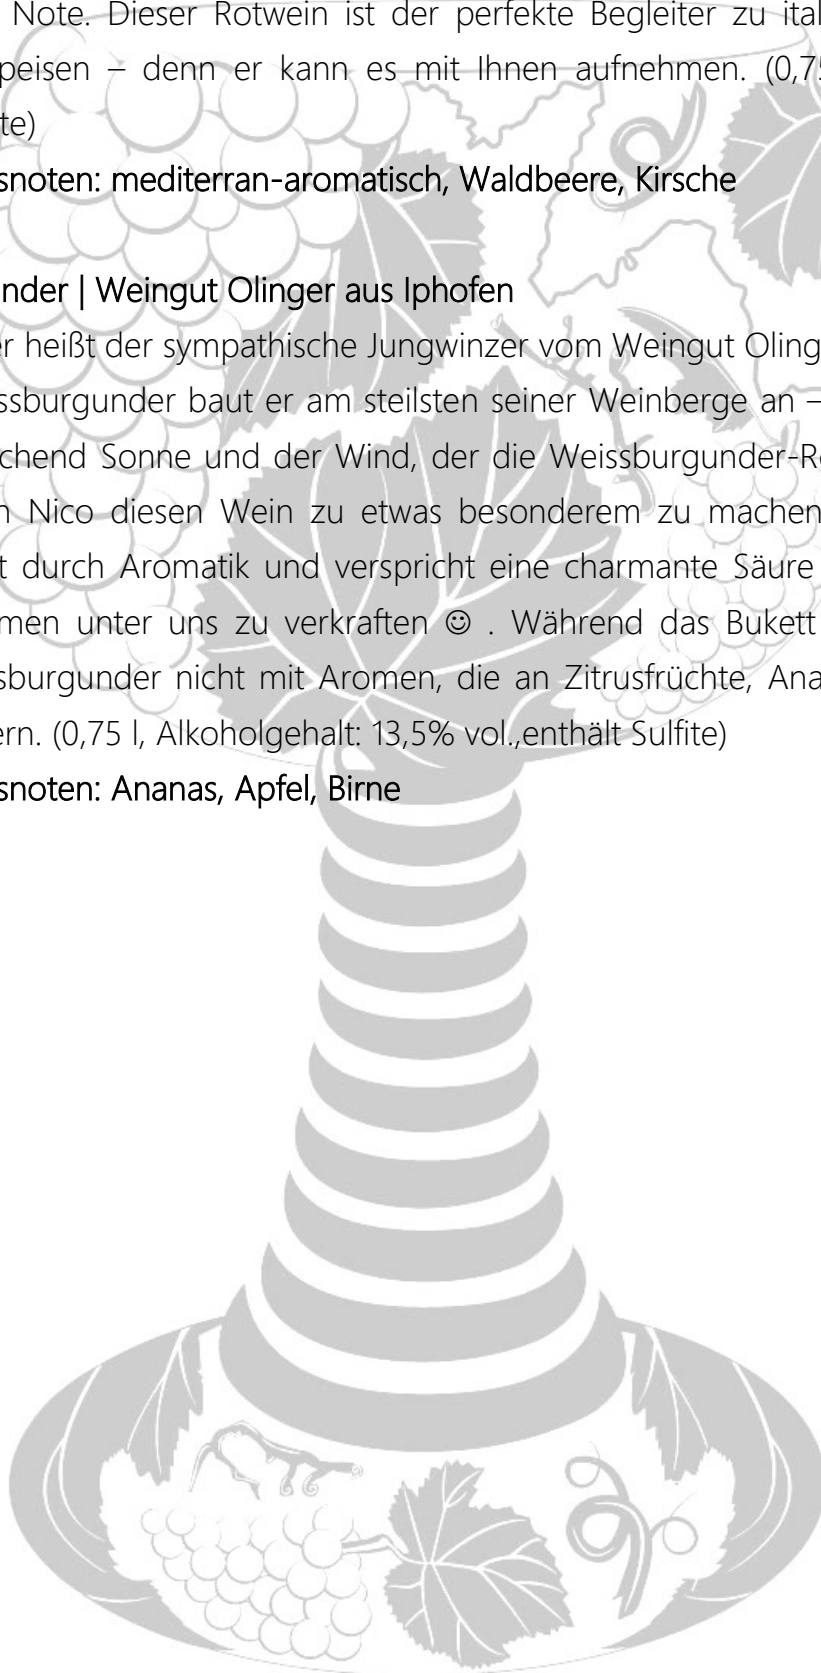 Note. Dieser Rotwein ist der perfekte Begleiter zu ital
peisen – denn er kann es mit Ihnen aufnehmen. (0,75
te)
snoten: mediterran-aromatisch, Waldbeere, Kirsche
nder | Weingut Olinger aus Iphofen
er heißt der sympathische Jungwinzer vom Weingut Oling
ssburgunder baut er am steilsten seiner Weinberge an –
chend Sonne und der Wind, der die Weissburgunder-Re
n Nico diesen Wein zu etwas besonderem zu machen
t durch Aromatik und verspricht eine charmante Säure
men unter uns zu verkraften ☺ . Während das Bukett
sburgunder nicht mit Aromen, die an Zitrusfrüchte, Ana
ern. (0,75 l, Alkoholgehalt: 13,5% vol.,enthält Sulfite)
snoten: Ananas, Apfel, Birne